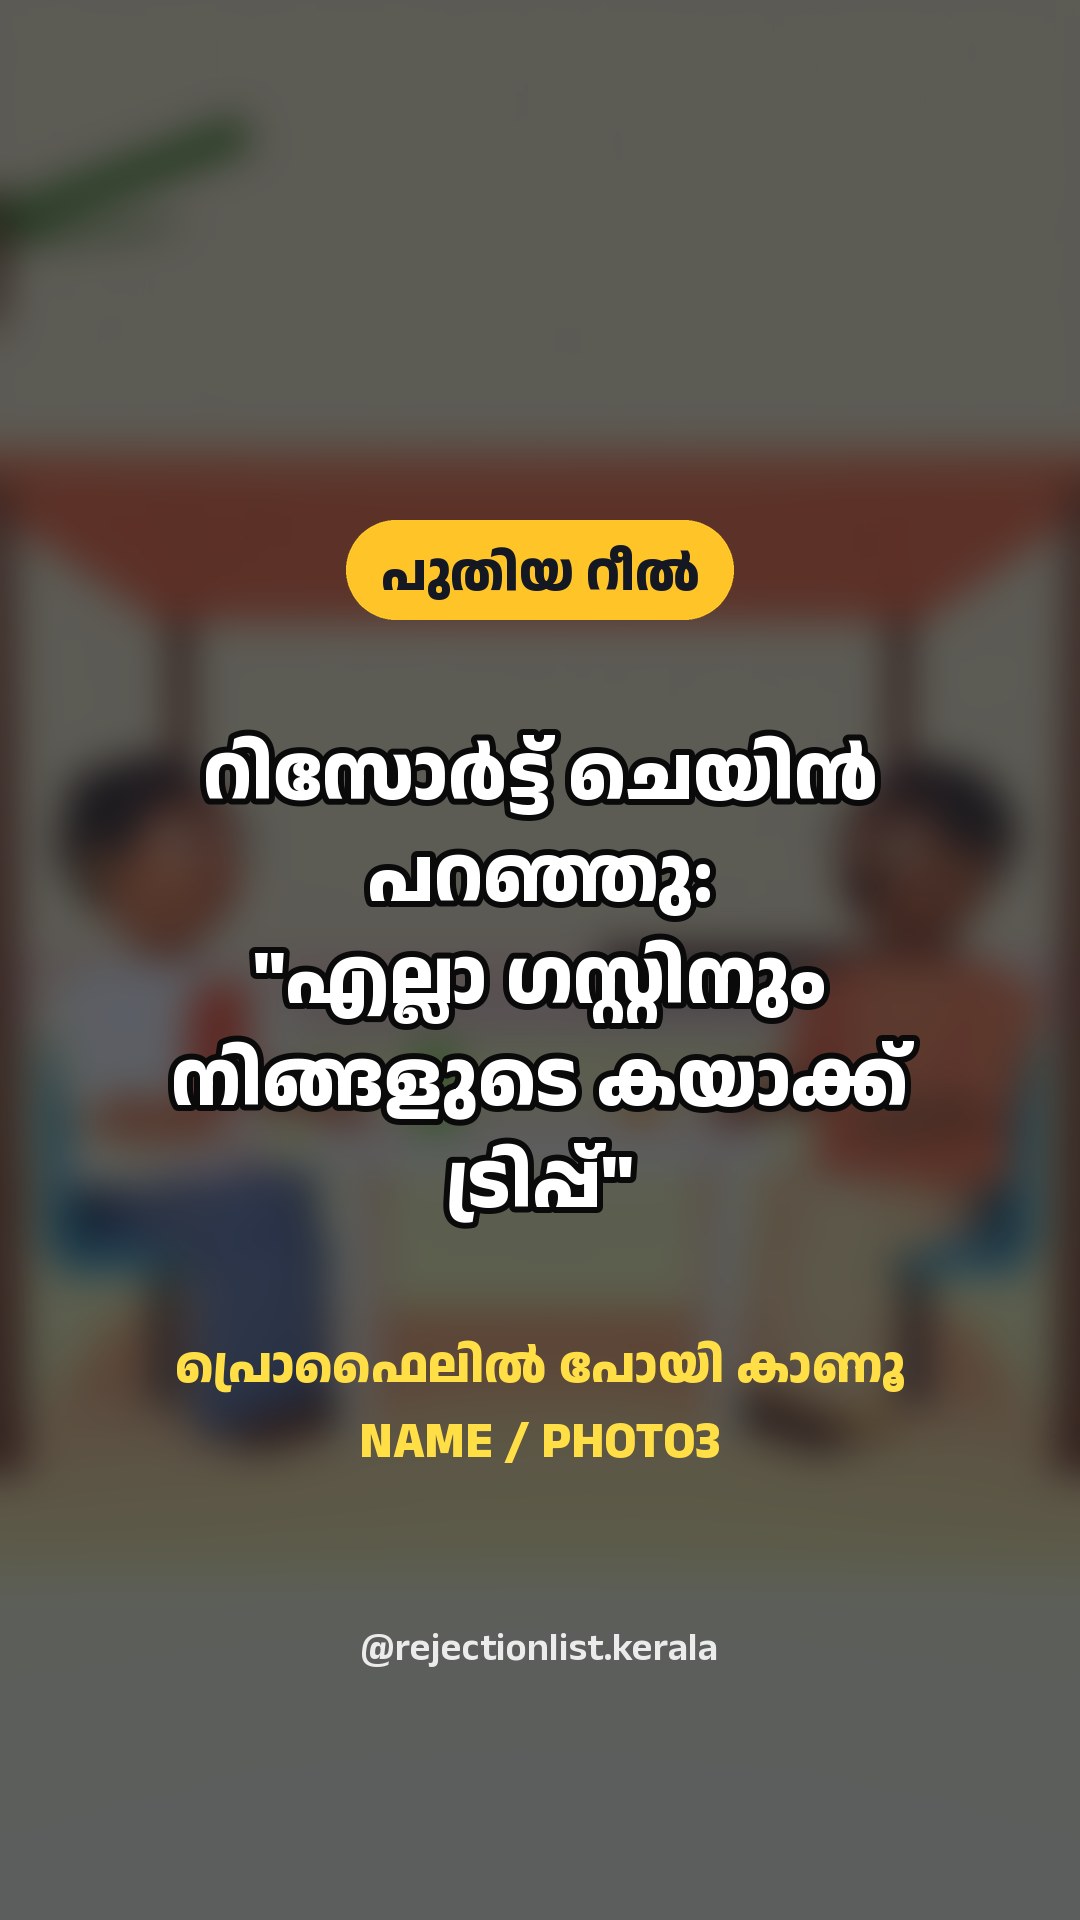 പുതിയ റീൽ
റിസോർട്ട് ചെയിൻ
പറഞ്ഞു:
"എല്ലാ ഗസ്റ്റിനും
നിങ്ങളുടെ കയാക്ക്
ട്രിപ്പ്"
പ്രൊഫൈലിൽ പോയി കാണൂ
NAME / PHOTO3
@rejectionlist.kerala